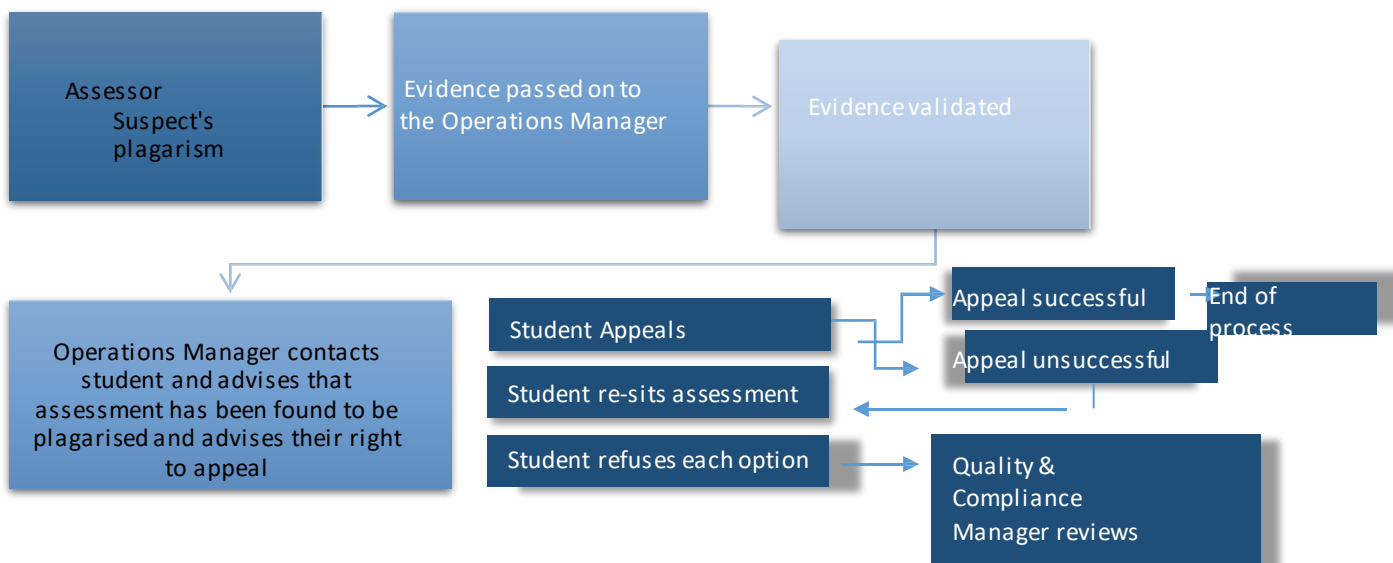 Assessor
Suspect's
plagarism
Evidence passed on to
the Operations Manager
Evidence validated
Operations Manager contacts
student and advises that
assessment has been found to be
plagarised and advises their right
to appeal
Student Appeals
Student re-sits assessment
Student refuses each option
Appeal successful
End of
process
Appeal unsuccessful
Quality &
Compliance
Manager reviews